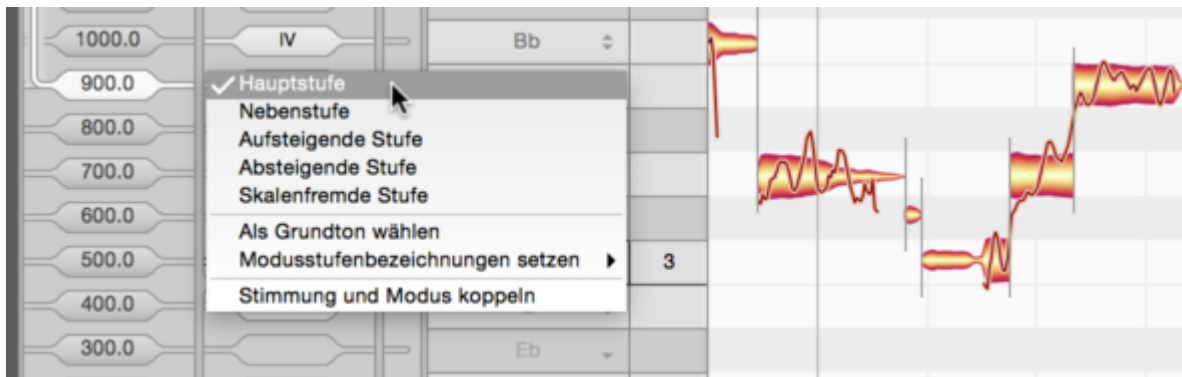 1000.0 IV Bb
900.0 Hauptstufe
Nebenstufe
800.0 Aufsteigende Stufe
700.0 Absteigende Stufe
Skalenfremde Stufe
600.0
Als Grundton wählen
500.0 Modusstufenbezeichnungen setzen 3
400.0 Stimmung und Modus koppeln
300.0 Eb